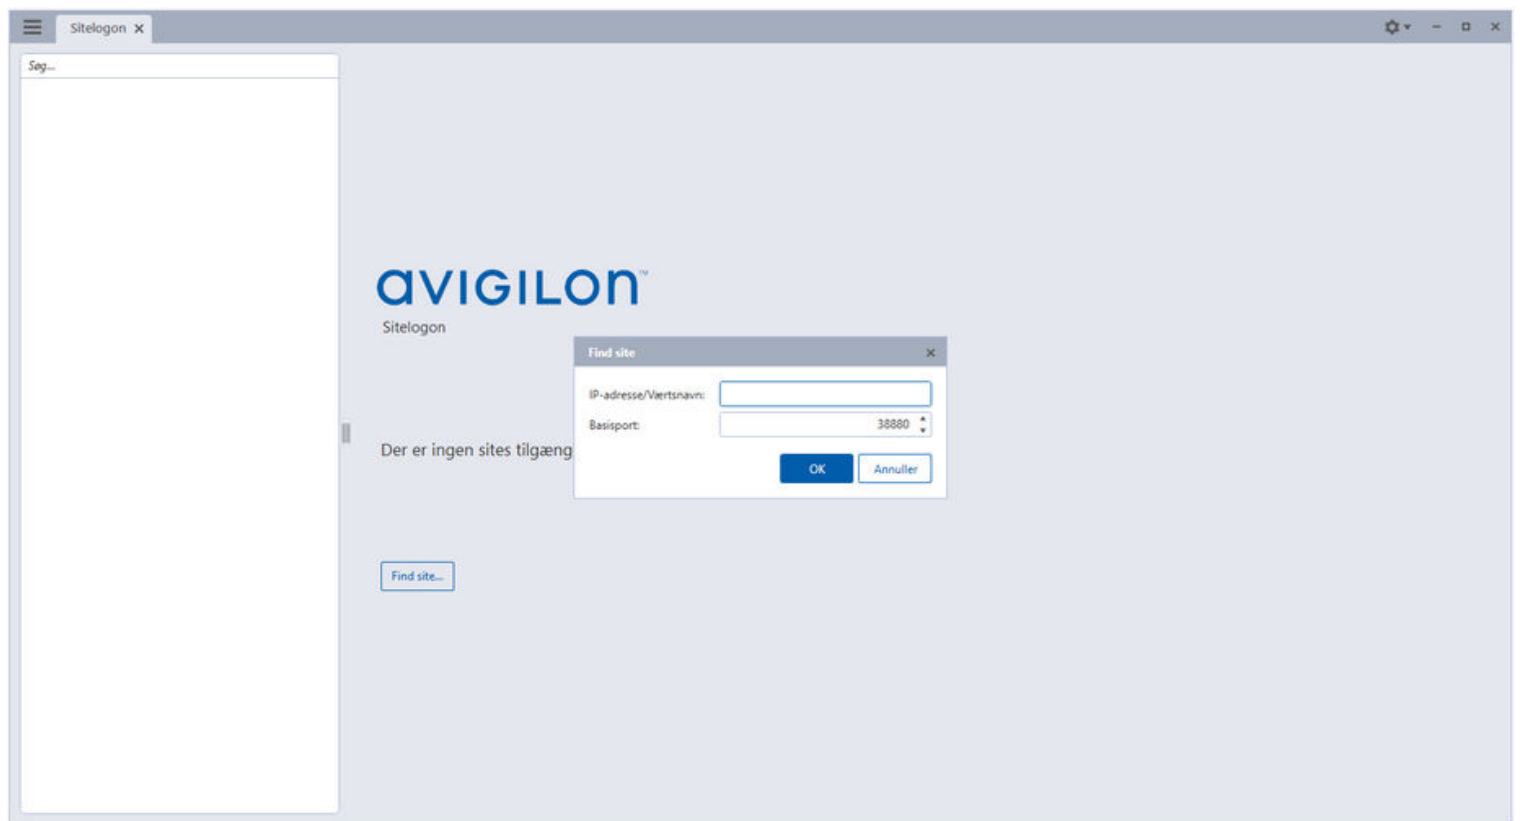 Sitelogon
Søg...
avigilon™
Sitelogon
Find site
IP-adresse/Værtsnavn:
Basisport: 38880
OK Annuller
Der er ingen sites tilgæng
Find site...